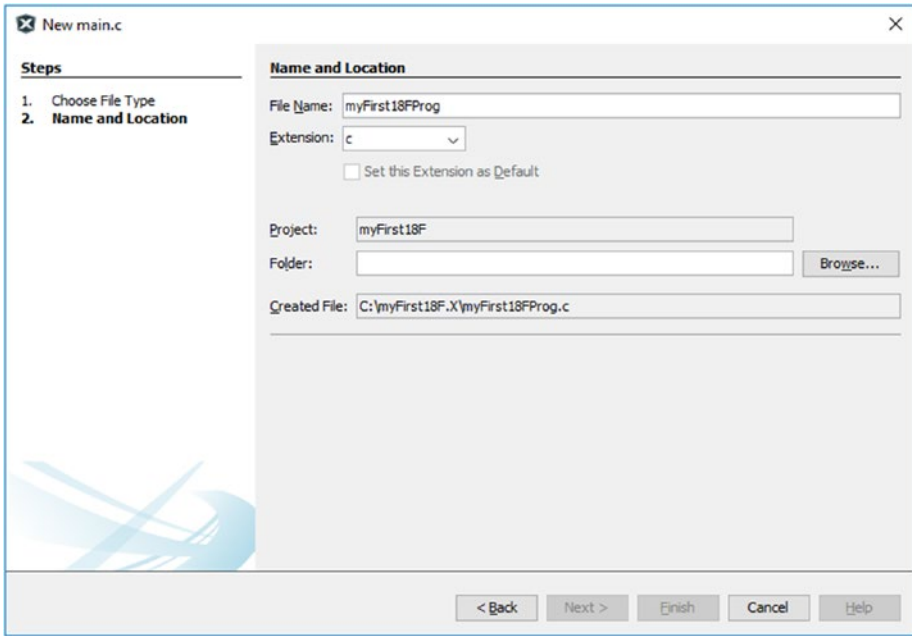 New main.c
Steps
1. Choose File Type
2. Name and Location
Name and Location
File Name: myFirst18FProg
Extension: c
Set this Extension as Default
Project: myFirst18F
Folder: Browse...
Created File: C:\myFirst18F.X\myFirst18FProg.c
< Back Next > Finish Cancel Help